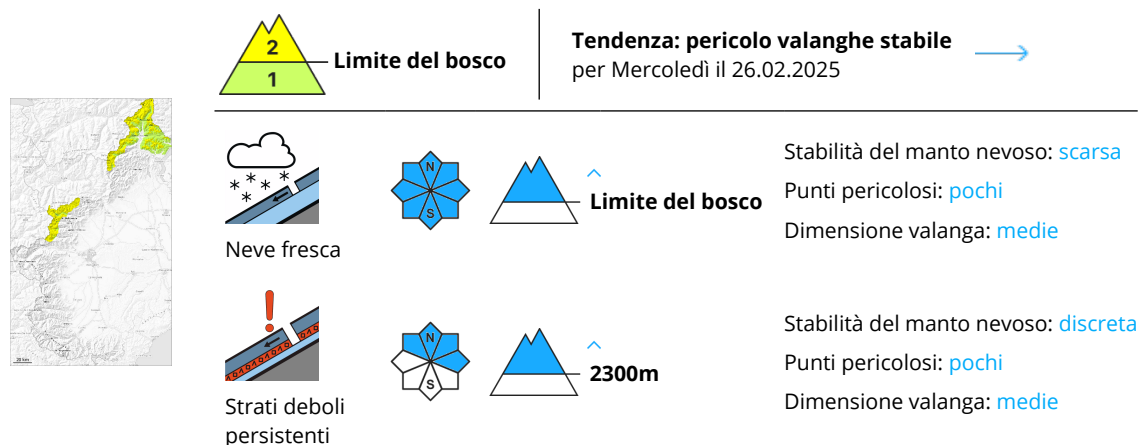 2
1
Limite del bosco
Tendenza: pericolo valanghe stabile
per Mercoledì il 26.02.2025
20 km
N
S
Limite del bosco
Neve fresca
Stabilità del manto nevoso: scarsa
Punti pericolosi: pochi
Dimensione valanga: medie
N
S
2300m
Strati deboli
persistenti
Stabilità del manto nevoso: discreta
Punti pericolosi: pochi
Dimensione valanga: medie